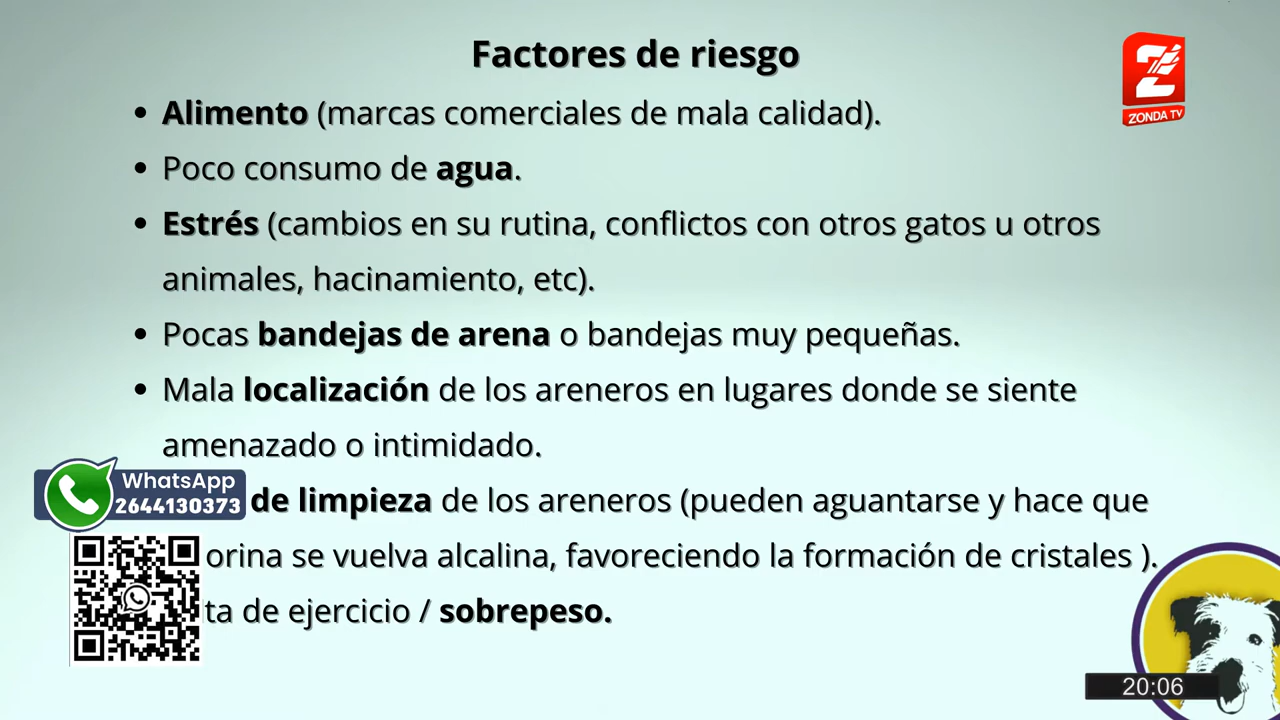 Factores de riesgo
ZONDA TV
• Alimento (marcas comerciales de mala calidad).
• Poco consumo de agua.
• Estrés (cambios en su rutina, conflictos con otros gatos u otros
animales, hacinamiento, etc).
• Pocas bandejas de arena o bandejas muy pequeñas.
• Mala localización de los areneros en lugares donde se siente
amenazado o intimidado.
WhatsApp
2644130373
de limpieza de los areneros (pueden aguantarse y hace que
orina se vuelva alcalina, favoreciendo la formación de cristales ).
de ejercicio / sobrepeso.
20:06